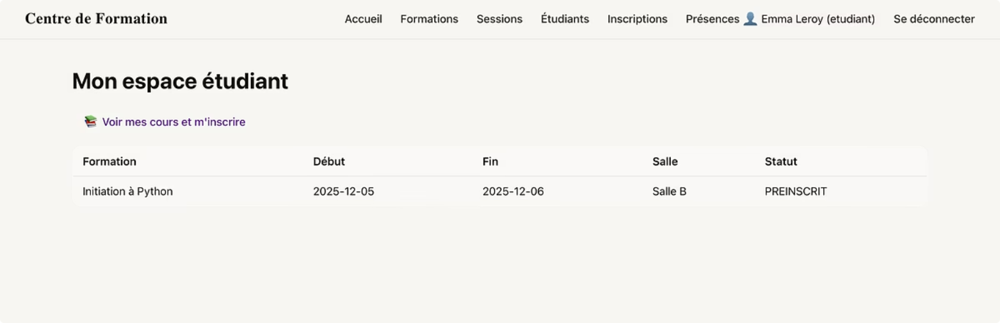 Centre de Formation Accueil Formations Sessions Étudiants Inscriptions Présences 👤 Emma Leroy (etudiant) Se déconnecter
Mon espace étudiant
📚 Voir mes cours et m'inscrire
Formation Début Fin Salle Statut
Initiation à Python 2025-12-05 2025-12-06 Salle B PREINSCRIT